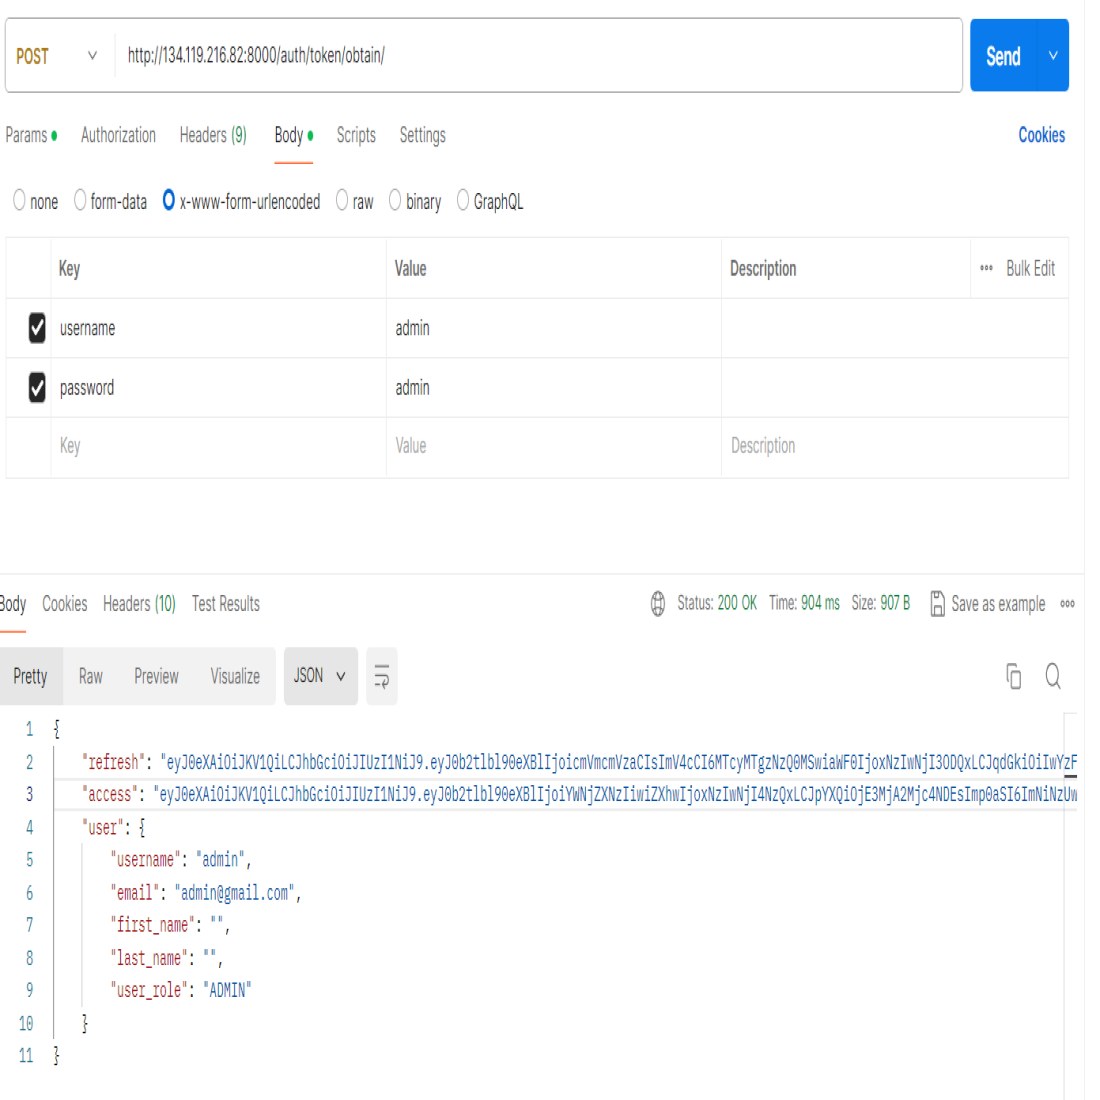 POST http://134.119.216.82:8000/auth/token/obtain/ Send
Params Authorization Headers (9) Body Scripts Settings Cookies
none form-data x-www-form-urlencoded raw binary GraphQL
Key Value Description Bulk Edit
username admin
password admin
Key Value Description
Body Cookies Headers (10) Test Results Status: 200 OK Time: 904 ms Size: 907 B Save as example
Pretty Raw Preview Visualize JSON
1 {
2 "refresh": "eyJ0eXAiOiJKV1QiLCJhbGciOiJIUzI1NiJ9.eyJ0b2tlbl90eXBlIjoicmVmcmVzaCIsImV4cCI6MTcyMTgzNzQ0MSwiaWF0IjoxNzIwNjI3ODQxLCJqdGkiOiIwYzF
3 "access": "eyJ0eXAiOiJKV1QiLCJhbGciOiJIUzI1NiJ9.eyJ0b2tlbl90eXBlIjoiYWNjZXNzIiwiZXhwIjoxNzIwNjI4NzQxLCJpYXQiOjE3MjA2Mjc4NDEsImp0aSI6ImNiNzUw
4 "user": {
5 "username": "admin",
6 "email": "admin@gmail.com",
7 "first_name": "",
8 "last_name": "",
9 "user_role": "ADMIN"
10 }
11 }